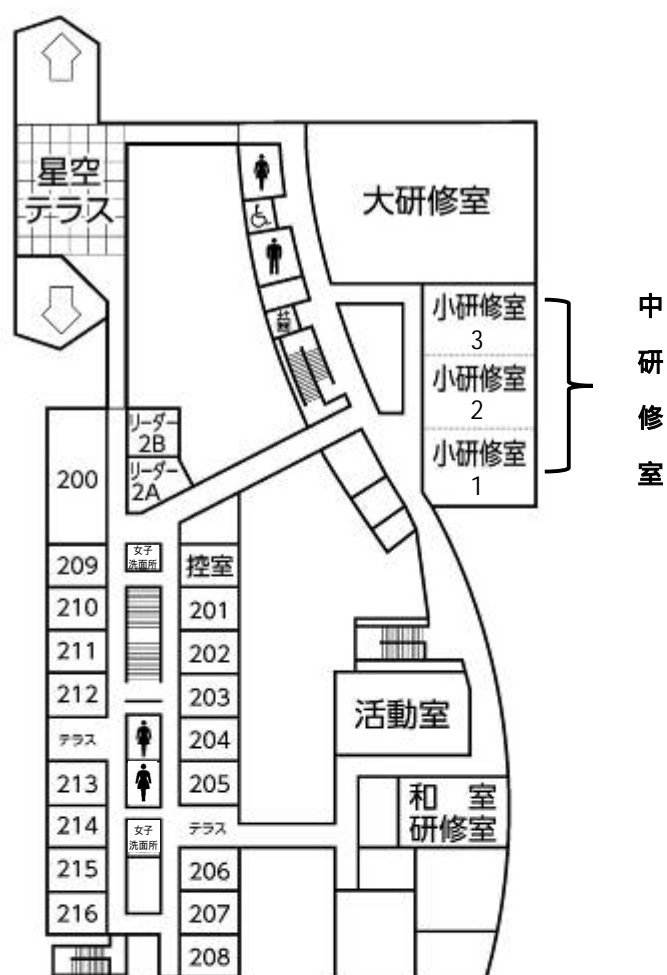 星空
テラス
大研修室
小研修室
3
小研修室
2
小研修室
1
中
研
修
室
リーダー
2B
リーダー
2A
200
女子
洗面所
控室
209
210
201
211
202
212
203
テラス
204
213
205
214
女子
洗面所
テラス
215
206
216
207
208
活動室
和 室
研修室